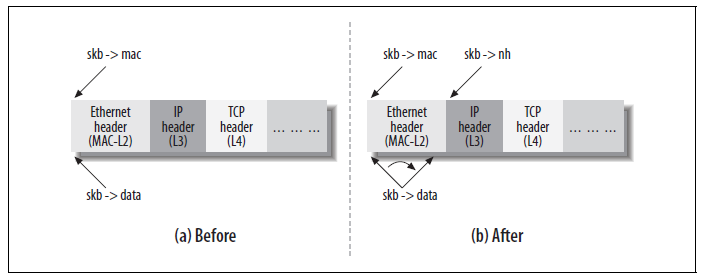 skb -> mac
Ethernet
header
(MAC-L2)
IP
header
(L3)
TCP
header
(L4)
... ... ...
skb -> data
(a) Before
skb -> mac
skb -> nh
Ethernet
header
(MAC-L2)
IP
header
(L3)
TCP
header
(L4)
... ... ...
skb -> data
(b) After